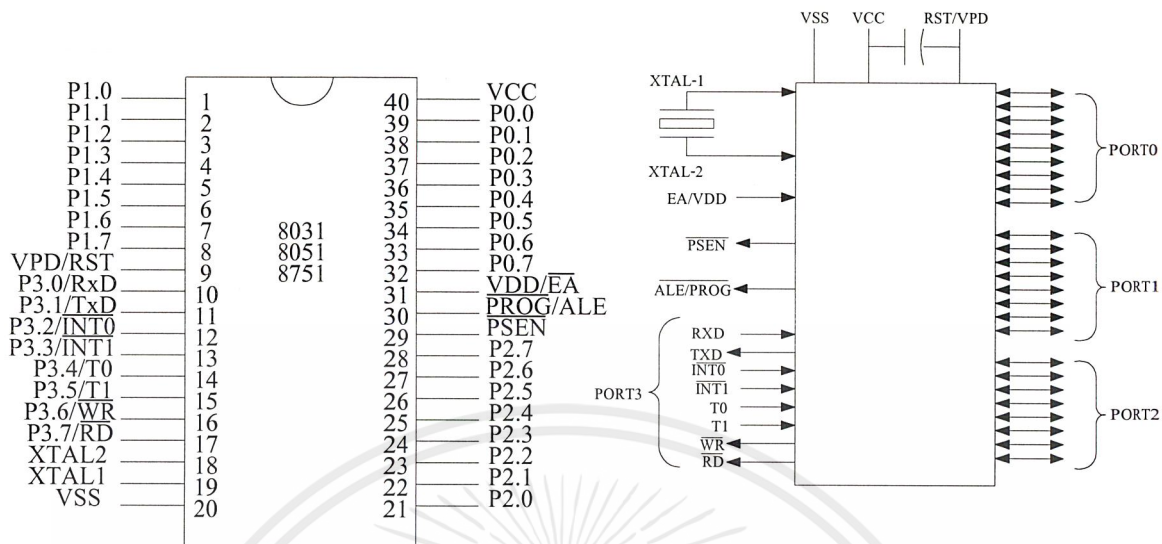 P1.0 1
P1.1 2
P1.2 3
P1.3 4
P1.4 5
P1.5 6
P1.6 7
P1.7 8
VPD/RST 9
P3.0/RxD 10
P3.1/TxD 11
P3.2/INT0 12
P3.3/INT1 13
P3.4/T0 14
P3.5/T1 15
P3.6/WR 16
P3.7/RD 17
XTAL2 18
XTAL1 19
VSS 20
8031
8051
8751
40 VCC
39 P0.0
38 P0.1
37 P0.2
36 P0.3
35 P0.4
34 P0.5
33 P0.6
32 P0.7
31 VDD/EA
30 PROG/ALE
29 PSEN
28 P2.7
27 P2.6
26 P2.5
25 P2.4
24 P2.3
23 P2.2
22 P2.1
21 P2.0
VSS VCC RST/VPD
XTAL-1
XTAL-2
EA/VDD
PSEN
ALE/PROG
PORT3
RXD
TXD
INT0
INT1
T0
T1
WR
RD
PORT0
PORT1
PORT2